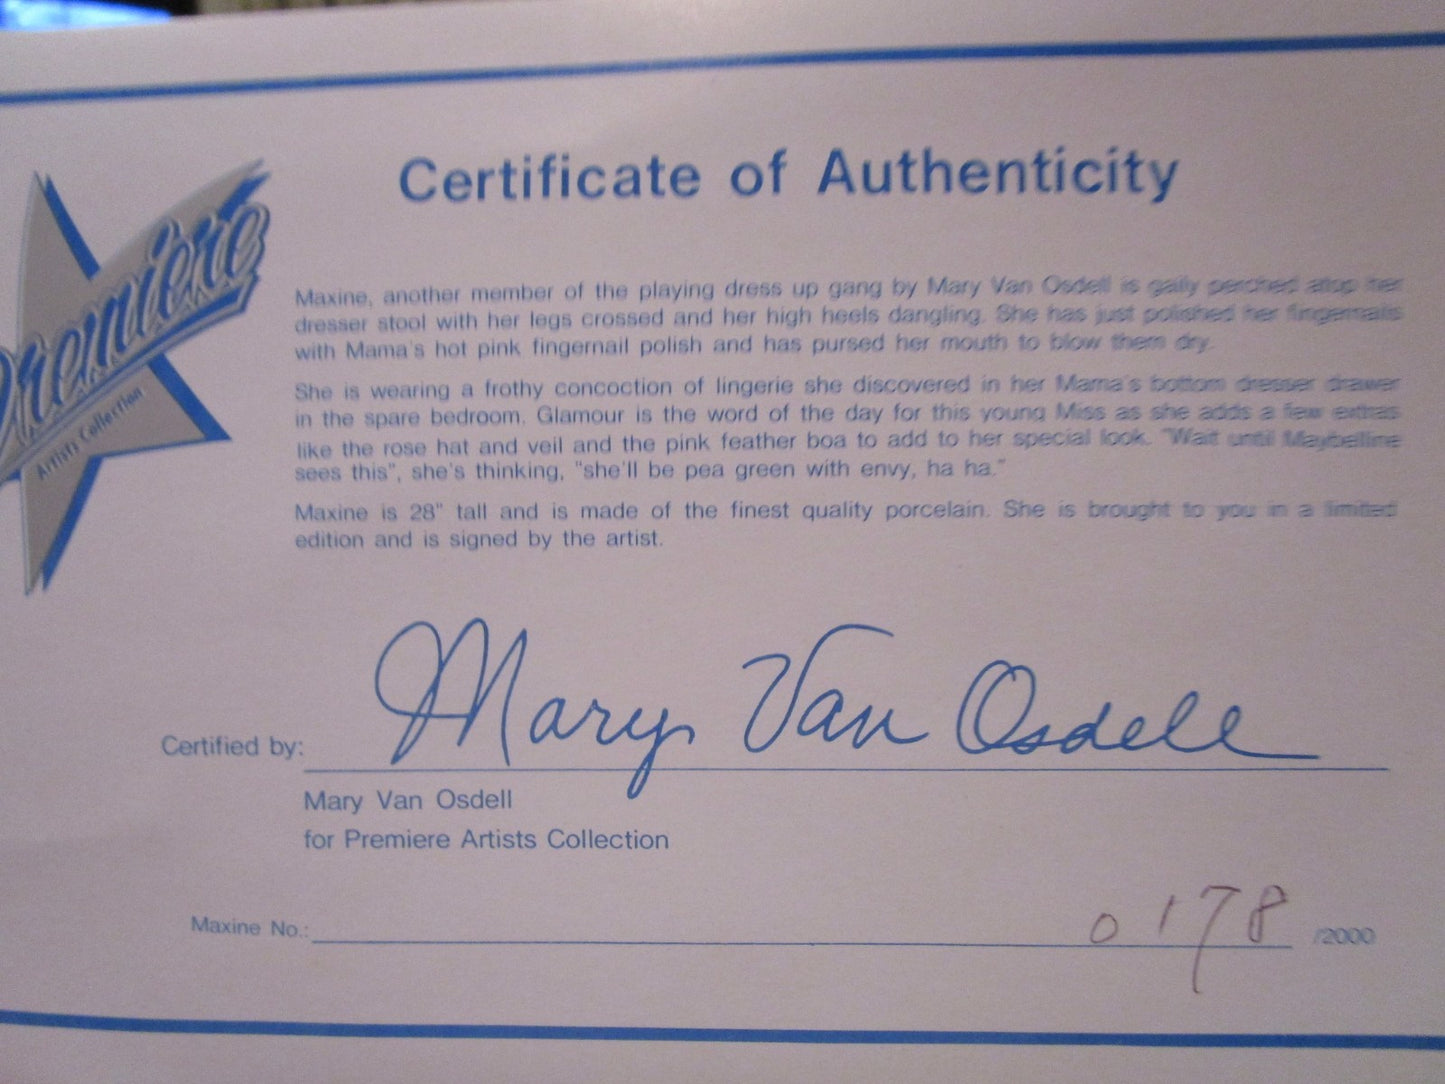 Certificate of Authenticity
Premiere
Artists Collection
Maxine, another member of the playing dress up gang by Mary Van Osdell is gaily perched atop her
dresser stool with her legs crossed and her high heels dangling. She has just polished her fingernails
with Mama's hot pink fingernail polish and has pursed her mouth to blow them dry.
She is wearing a frothy concoction of lingerie she discovered in her Mama's bottom dresser drawer
in the spare bedroom. Glamour is the word of the day for this young Miss as she adds a few extras
like the rose hat and veil and the pink feather boa to add to her special look. "Wait until Maybelline
sees this", she's thinking, "she'll be pea green with envy, ha ha."
Maxine is 28" tall and is made of the finest quality porcelain. She is brought to you in a limited
edition and is signed by the artist.
Certified by: Mary Van Osdell
Mary Van Osdell
for Premiere Artists Collection
Maxine No.: 0178 /2000